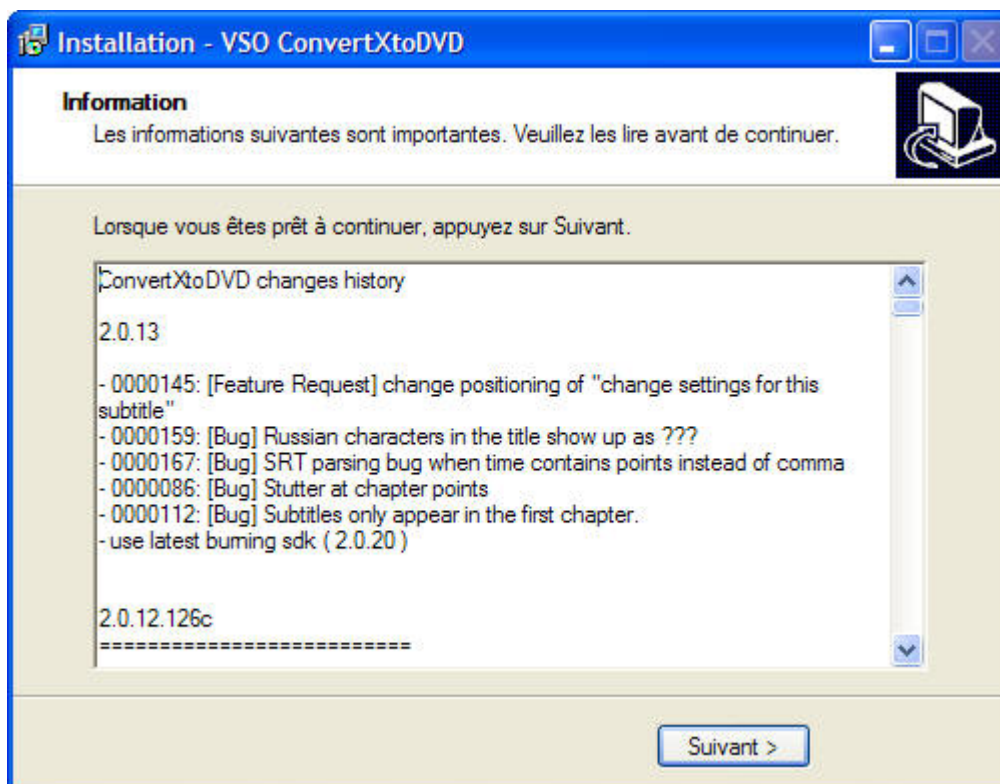 Installation - VSO ConvertXtoDVD
Information
Les informations suivantes sont importantes. Veuillez les lire avant de continuer.
Lorsque vous êtes prêt à continuer, appuyez sur Suivant.
ConvertXtoDVD changes history
2.0.13
- 0000145: [Feature Request] change positioning of "change settings for this
subtitle"
- 0000159: [Bug] Russian characters in the title show up as ???
- 0000167: [Bug] SRT parsing bug when time contains points instead of comma
- 0000086: [Bug] Stutter at chapter points
- 0000112: [Bug] Subtitles only appear in the first chapter.
- use latest burning sdk ( 2.0.20 )
2.0.12.126c
==========================
Suivant >